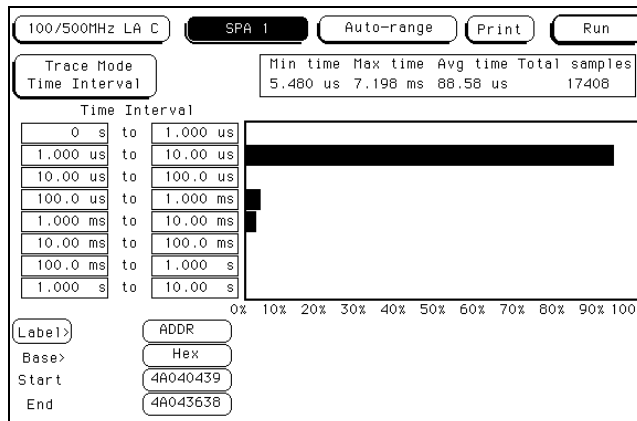 100/500MHz LA C SPA 1 Auto-range Print Run
Trace Mode
Time Interval
Min time Max time Avg time Total samples
5.480 us 7.198 ms 88.58 us 17408
Time Interval
0 s to 1.000 us
1.000 us to 10.00 us
10.00 us to 100.0 us
100.0 us to 1.000 ms
1.000 ms to 10.00 ms
10.00 ms to 100.0 ms
100.0 ms to 1.000 s
1.000 s to 10.00 s
0% 10% 20% 30% 40% 50% 60% 70% 80% 90% 100
Label> ADDR
Base> Hex
Start 4A040439
End 4A043638